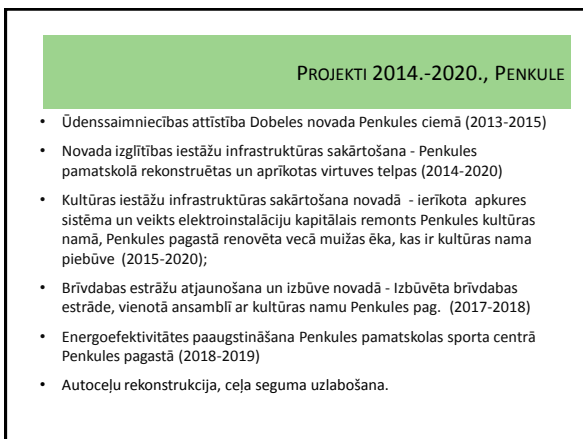 PROJEKTI 2014.-2020., PENKULE
• Ūdenssaimniecības attīstība Dobeles novada Penkules ciemā (2013-2015)
• Novada izglītības iestāžu infrastruktūras sakārtošana - Penkules
pamatskolā rekonstruētas un aprīkotas virtuves telpas (2014-2020)
• Kultūras iestāžu infrastruktūras sakārtošana novadā - ierīkota apkures
sistēma un veikts elektroinstalāciju kapitālais remonts Penkules kultūras
namā, Penkules pagastā renovēta vecā muižas ēka, kas ir kultūras nama
piebūve (2015-2020);
• Brīvdabas estrāžu atjaunošana un izbūve novadā - Izbūvēta brīvdabas
estrāde, vienotā ansamblī ar kultūras namu Penkules pag. (2017-2018)
• Energoefektivitātes paaugstināšana Penkules pamatskolas sporta centrā
Penkules pagastā (2018-2019)
• Autoceļu rekonstrukcija, ceļa seguma uzlabošana.